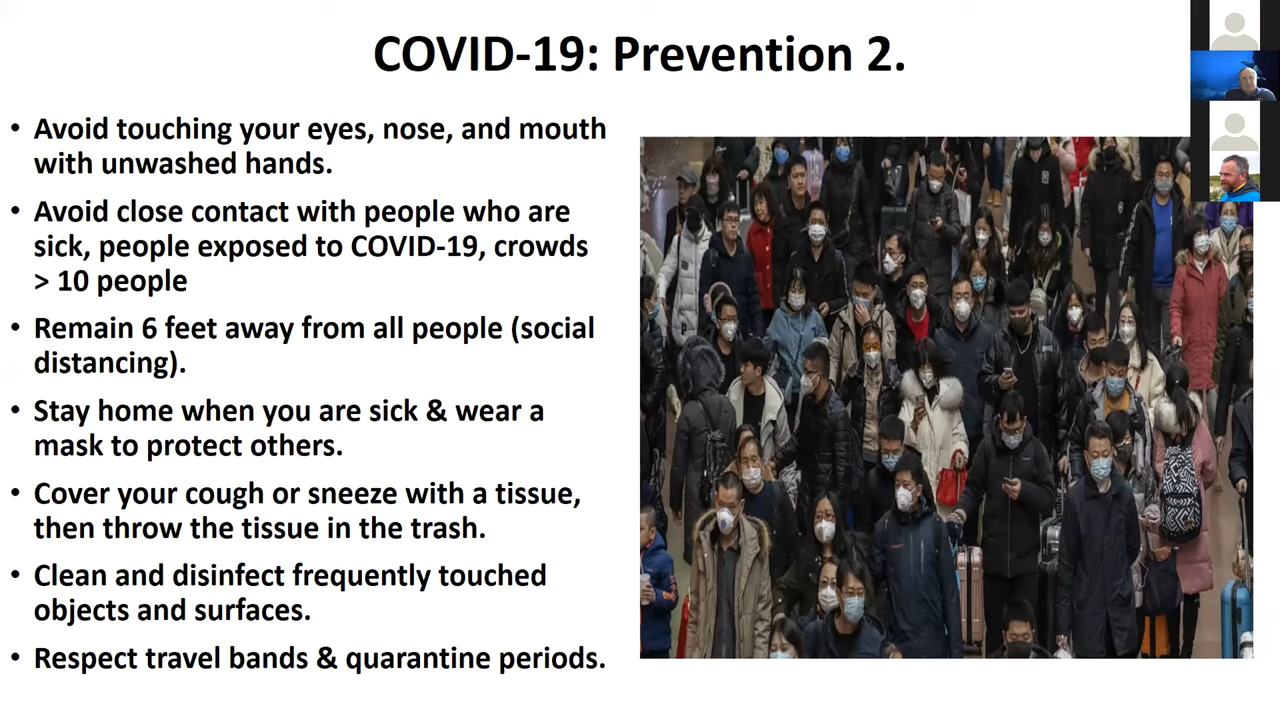 COVID-19: Prevention 2.
• Avoid touching your eyes, nose, and mouth
with unwashed hands.
• Avoid close contact with people who are
sick, people exposed to COVID-19, crowds
> 10 people
• Remain 6 feet away from all people (social
distancing).
• Stay home when you are sick & wear a
mask to protect others.
• Cover your cough or sneeze with a tissue,
then throw the tissue in the trash.
• Clean and disinfect frequently touched
objects and surfaces.
• Respect travel bands & quarantine periods.